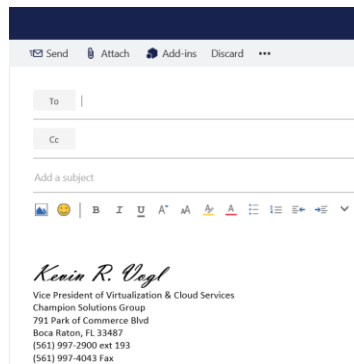 Send Attach Add-ins Discard
To
Cc
Add a subject
B I U A A A A
Kevin R. Vogl
Vice President of Virtualization & Cloud Services
Champion Solutions Group
791 Park of Commerce Blvd
Boca Raton, FL 33487
(561) 997-2900 ext 193
(561) 997-4043 Fax